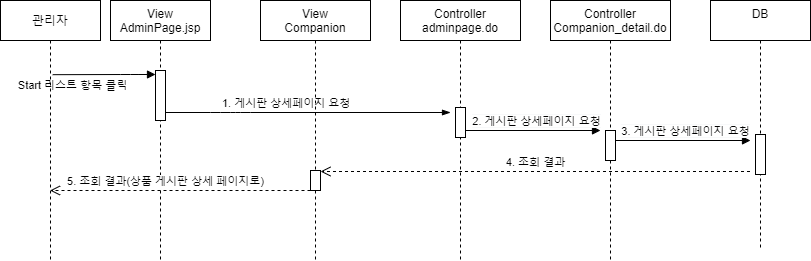 관리자
View
AdminPage.jsp
View
Companion
Controller
adminpage.do
Controller
Companion_detail.do
DB
Start 리스트 항목 클릭
1. 게시판 상세페이지 요청
2. 게시판 상세페이지 요청
3. 게시판 상세페이지 요청
4. 조회 결과
5. 조회 결과(상품 게시판 상세 페이지로)